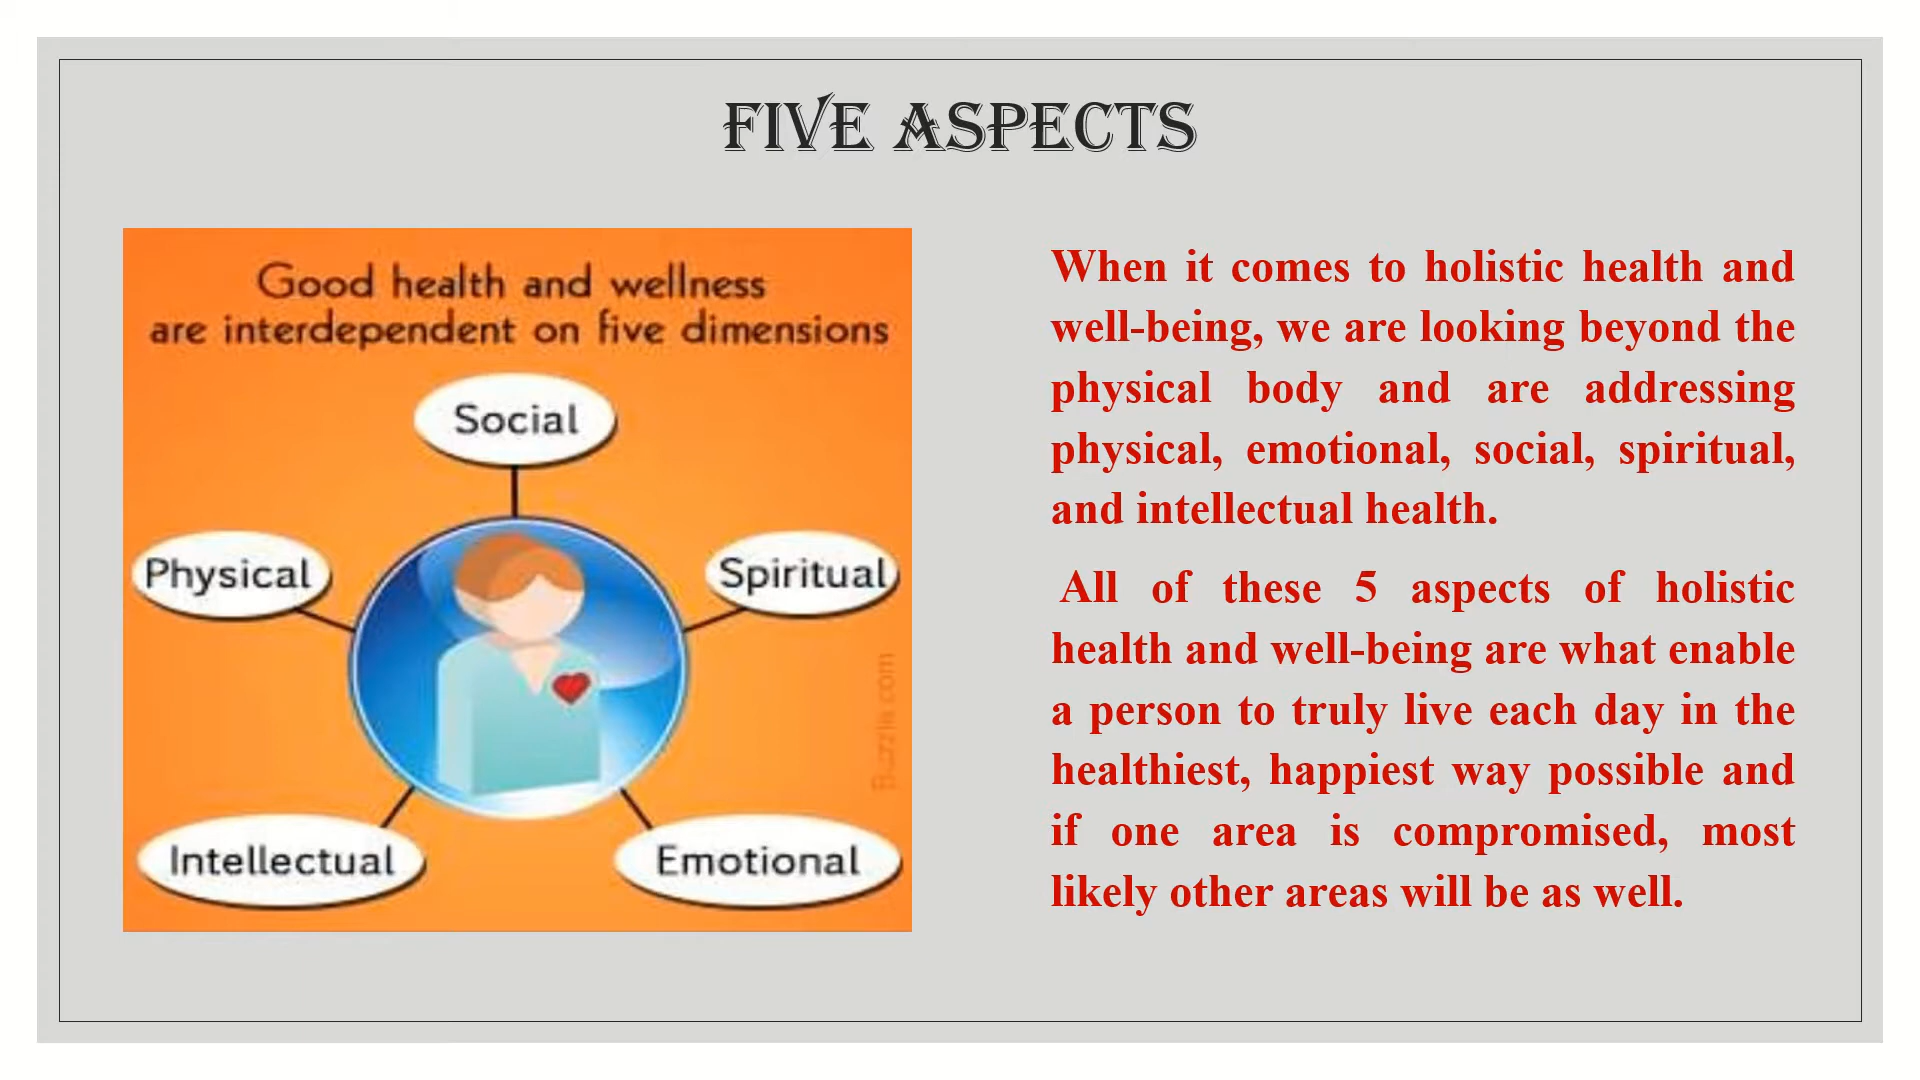 FIVE ASPECTS
Good health and wellness
are interdependent on five dimensions
Social
Physical
Spiritual
Intellectual
Emotional
Buzzle.com
When it comes to holistic health and
well-being, we are looking beyond the
physical body and are addressing
physical, emotional, social, spiritual,
and intellectual health.
All of these 5 aspects of holistic
health and well-being are what enable
a person to truly live each day in the
healthiest, happiest way possible and
if one area is compromised, most
likely other areas will be as well.